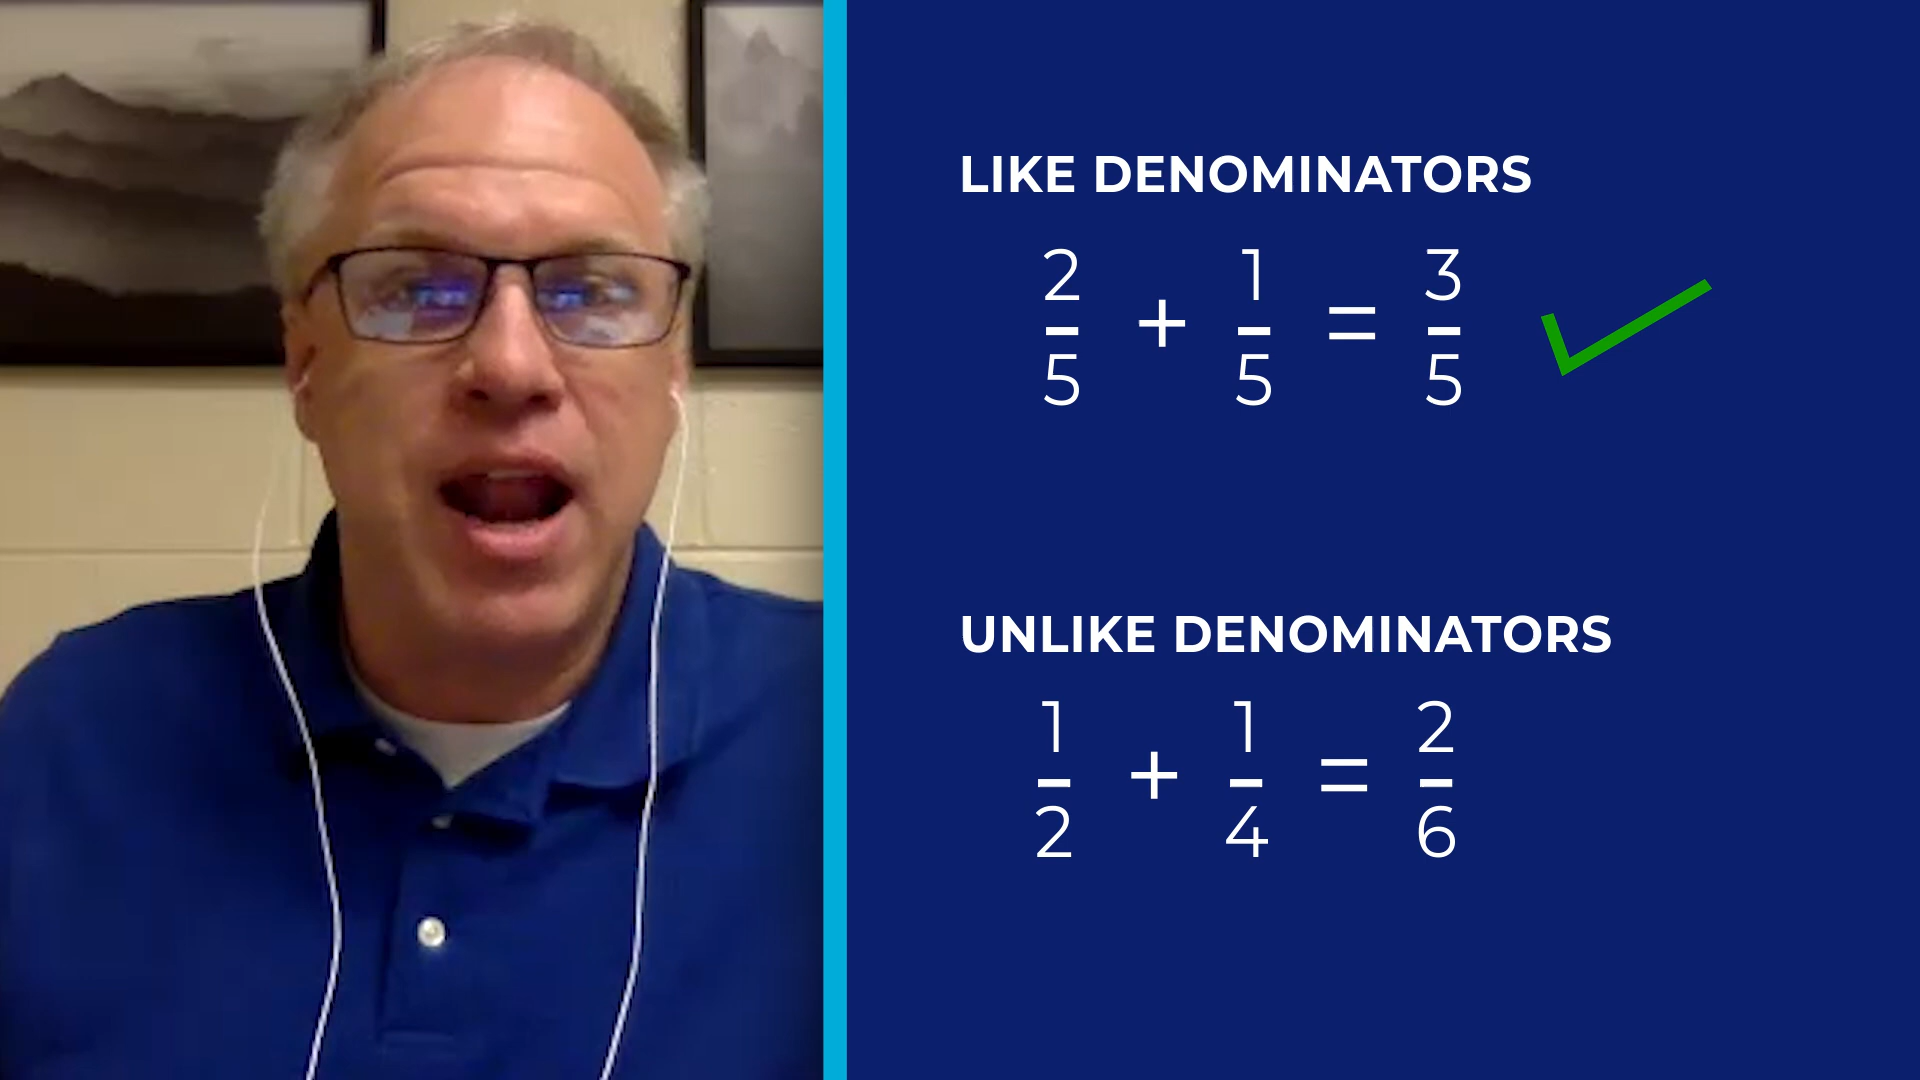 LIKE DENOMINATORS
2/5 + 1/5 = 3/5
UNLIKE DENOMINATORS
1/2 + 1/4 = 2/6